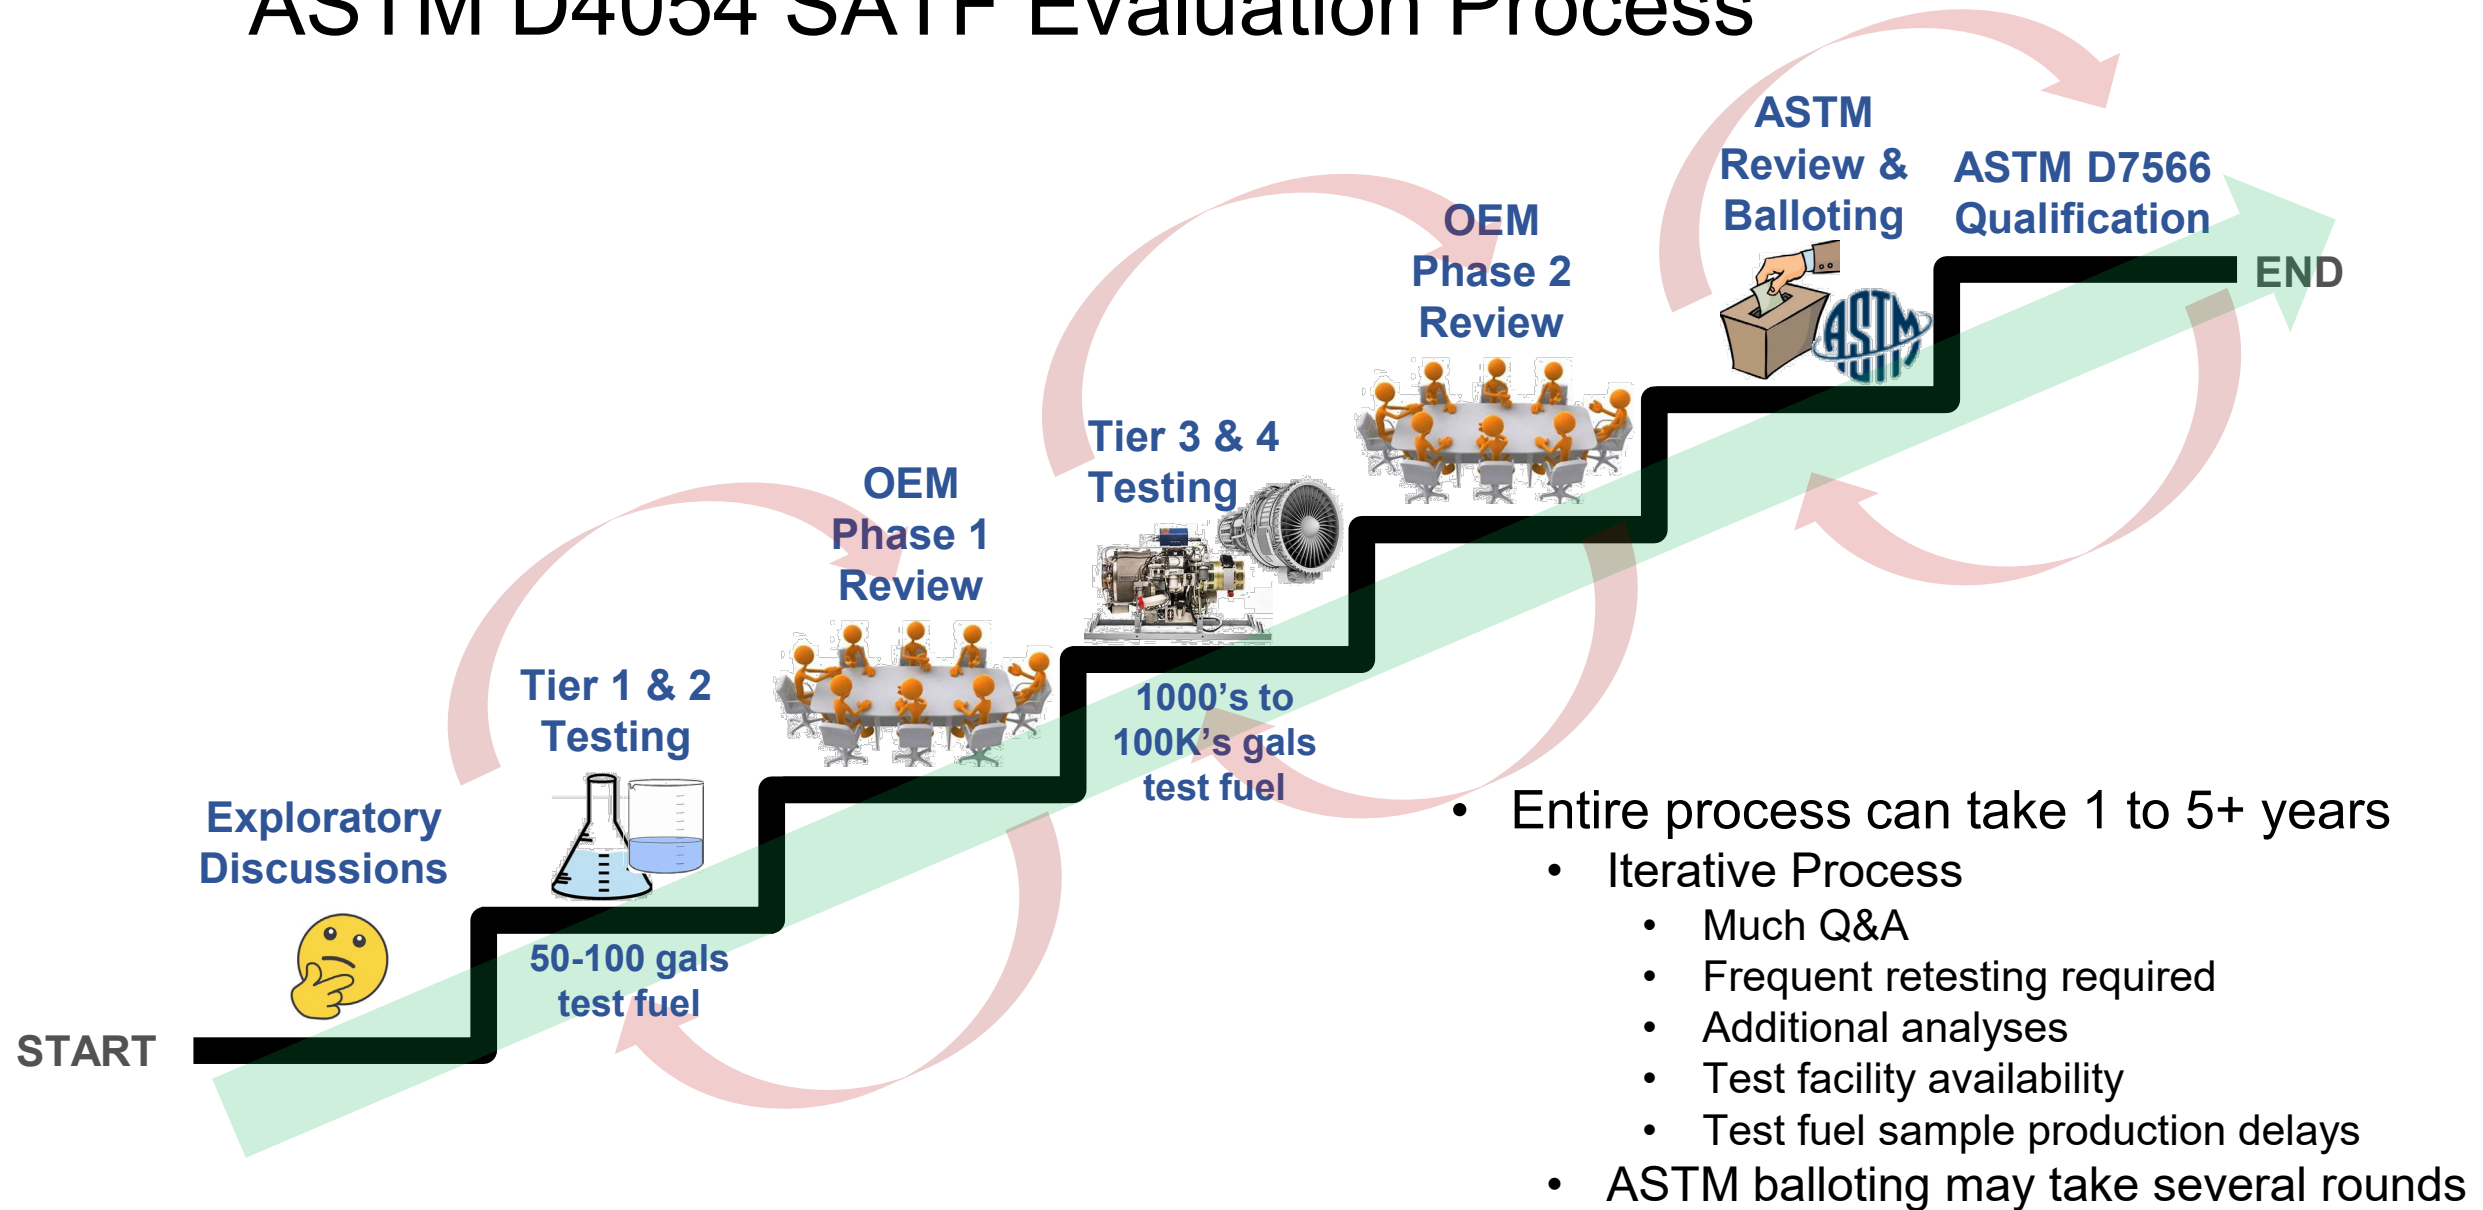 ASTM D4054 SATF Evaluation Process
ASTM
Review &
Balloting
ASTM D7566
Qualification
END
OEM
Phase 2
Review
ASTM
Tier 3 & 4
Testing
OEM
Phase 1
Review
1000's to
100K's gals
test fuel
Tier 1 & 2
Testing
Exploratory
Discussions
50-100 gals
test fuel
START
• Entire process can take 1 to 5+ years
• Iterative Process
• Much Q&A
• Frequent retesting required
• Additional analyses
• Test facility availability
• Test fuel sample production delays
• ASTM balloting may take several rounds